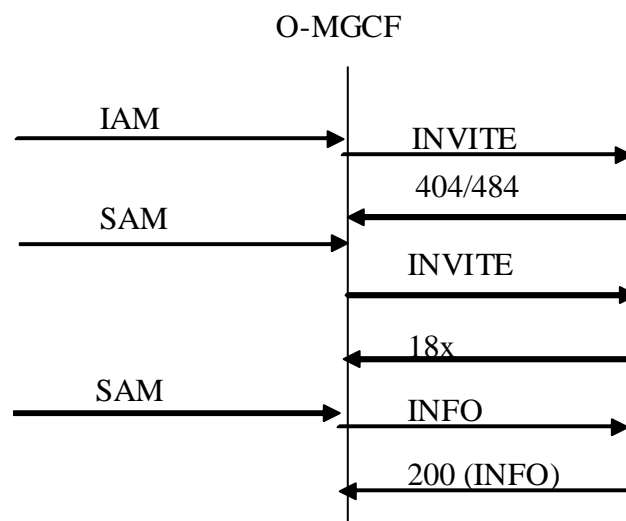 O-MGCF
IAM
INVITE
404/484
SAM
INVITE
18x
SAM
INFO
200 (INFO)